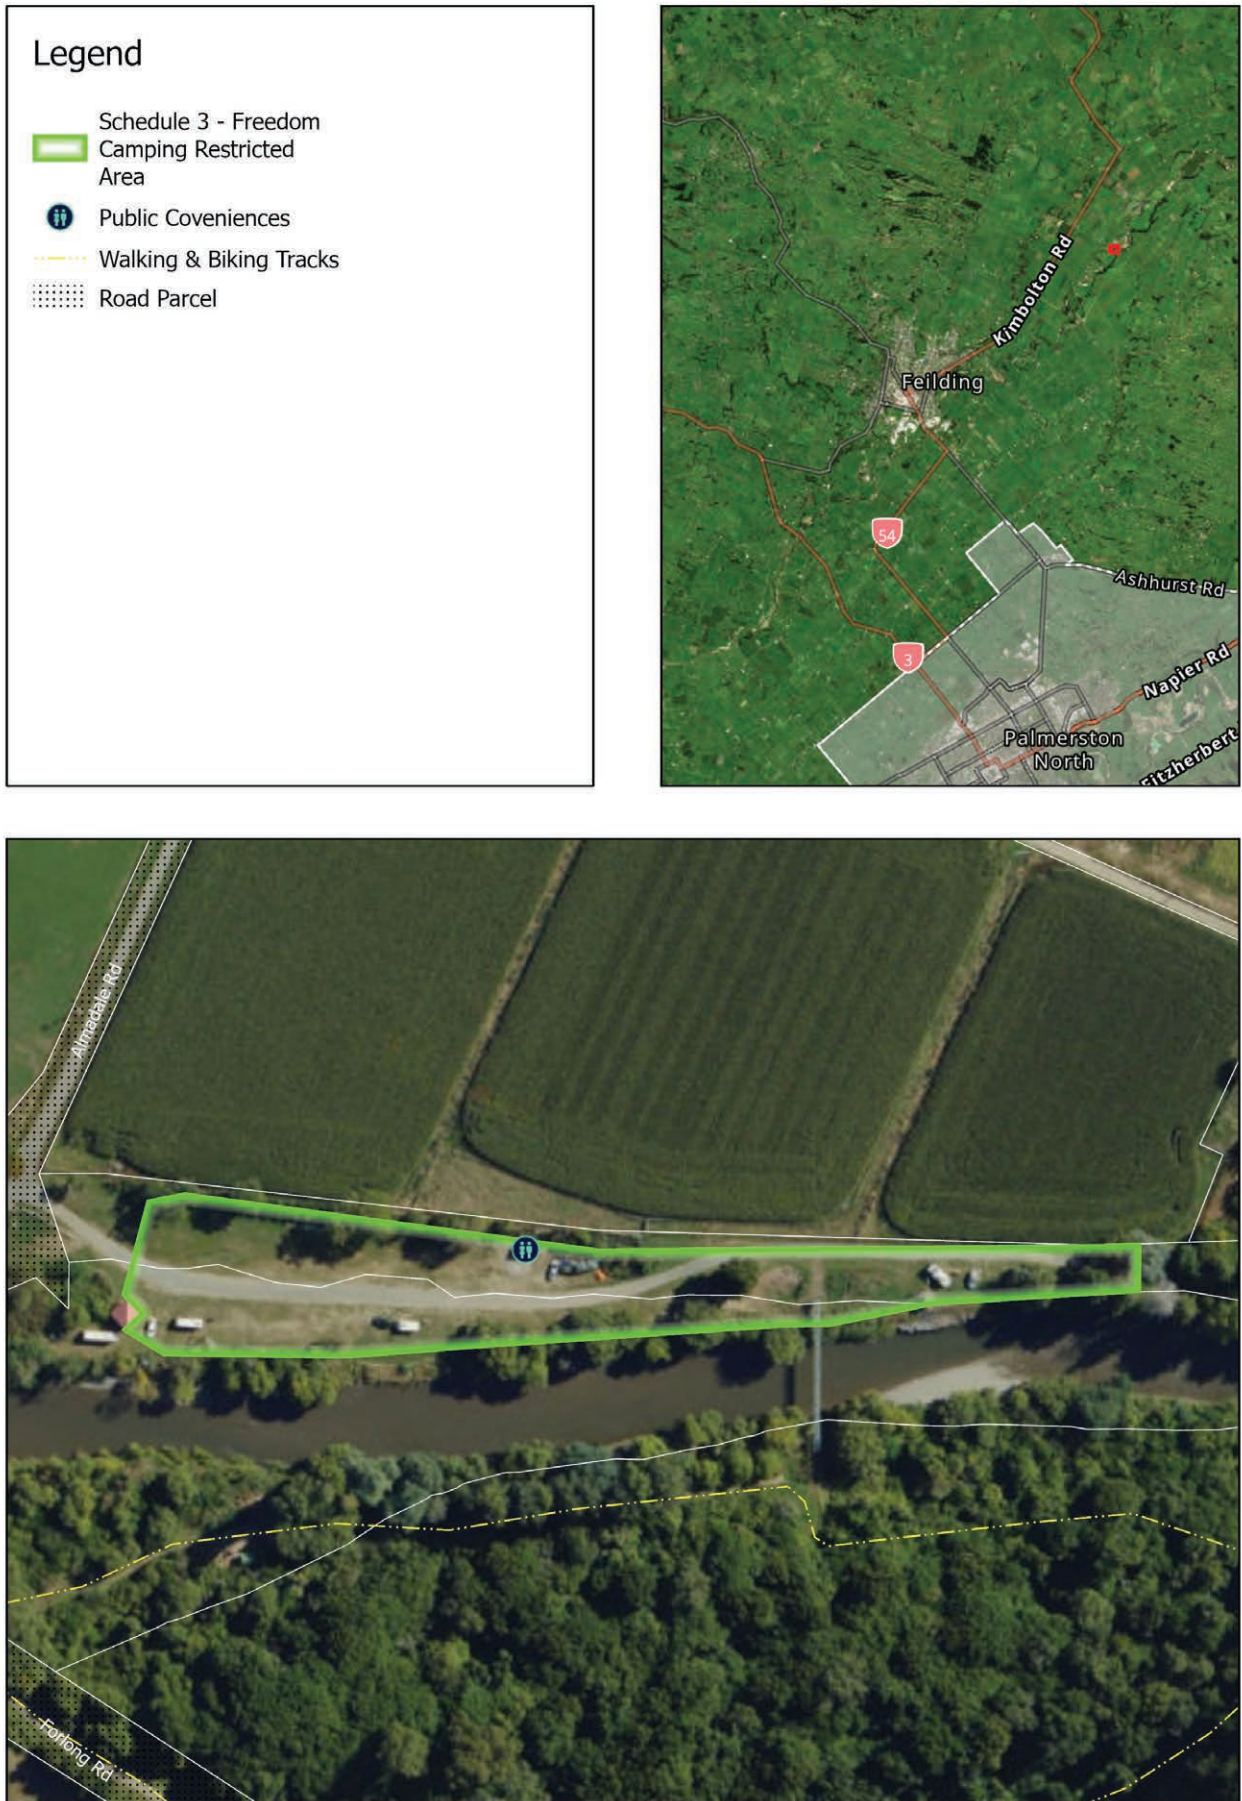 Legend
Schedule 3 - Freedom
Camping Restricted
Area
Public Coveniences
Walking & Biking Tracks
Road Parcel
Kimbolton Rd
Feilding
54
Ashhurst Rd
3
Napier Rd
Palmerston
North
Fitzherbert
Almadale Rd
Forlong Rd